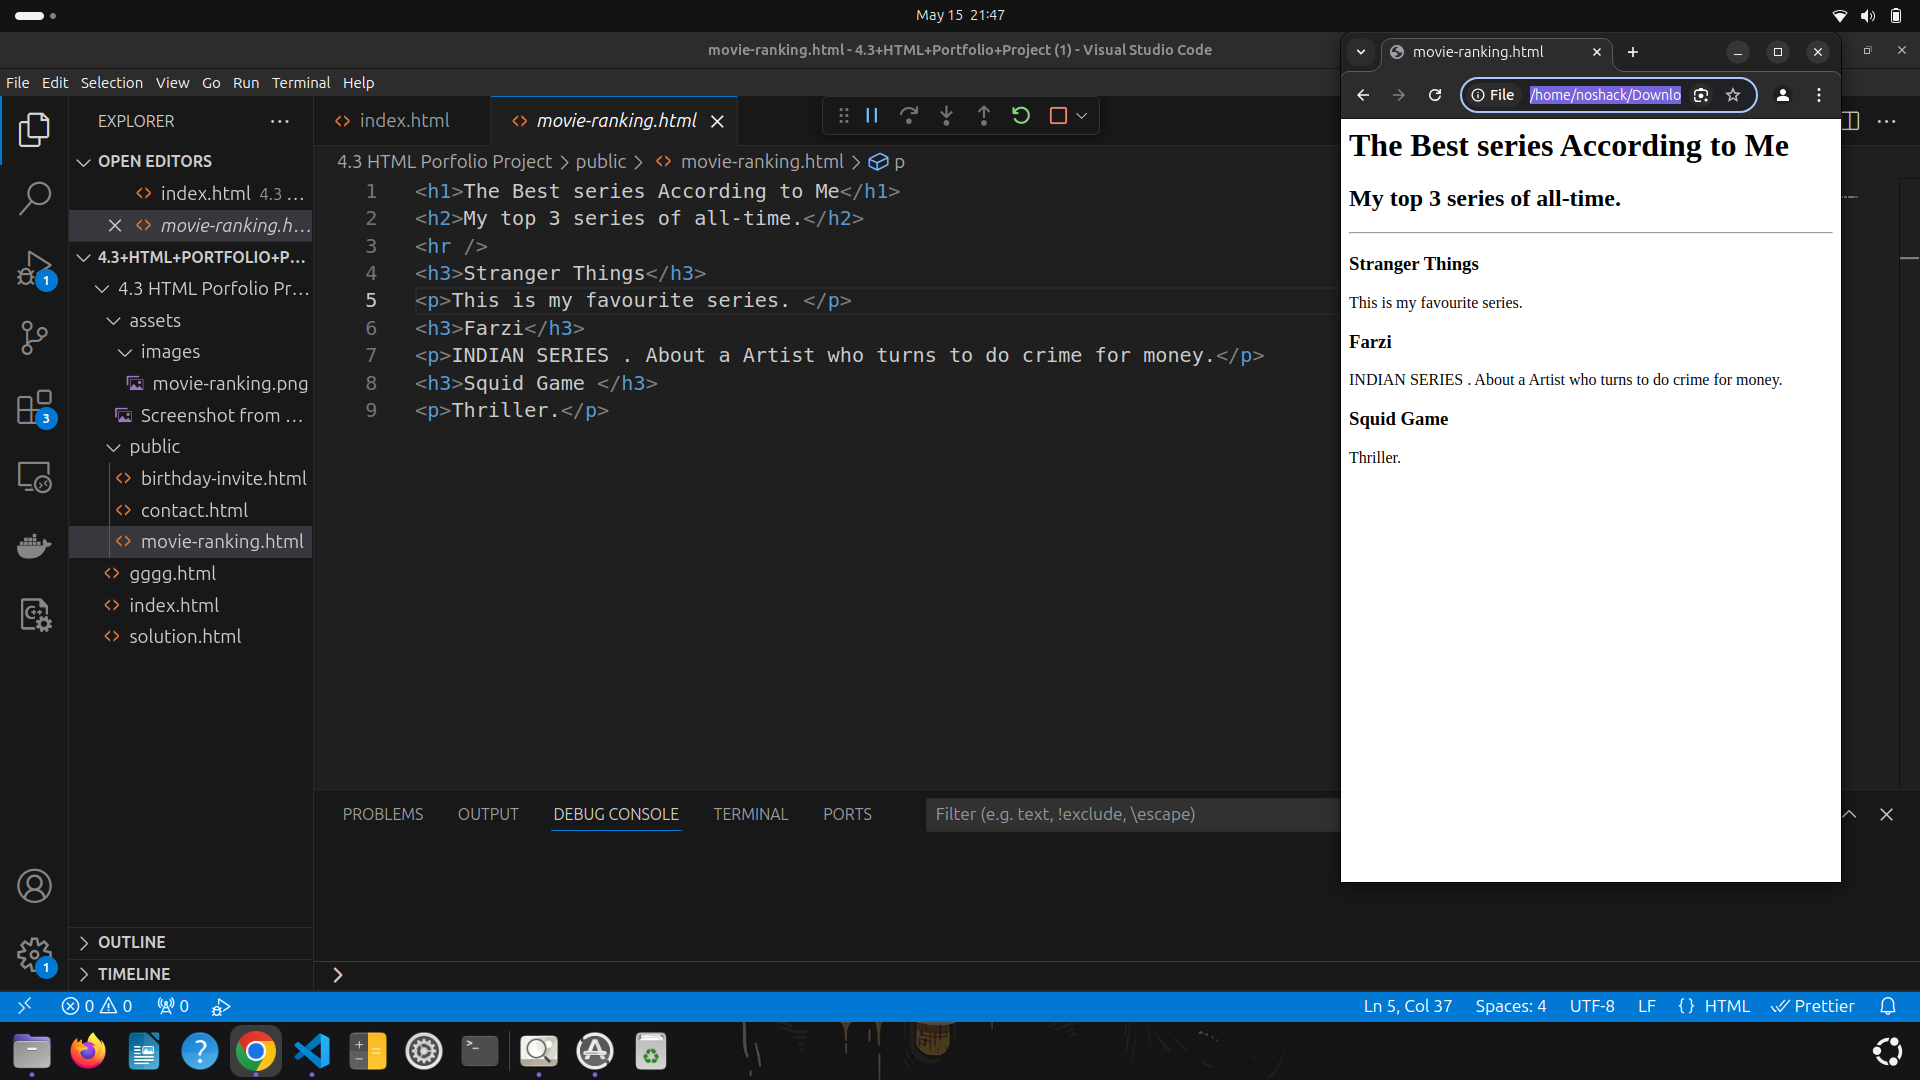 May 15 21:47
movie-ranking.html - 4.3+HTML+Portfolio+Project (1) - Visual Studio Code
File Edit Selection View Go Run Terminal Help
EXPLORER
OPEN EDITORS
index.html 4.3 ...
movie-ranking.h...
4.3+HTML+PORTFOLIO+P...
4.3 HTML Porfolio Pr...
assets
images
movie-ranking.png
Screenshot from ...
public
birthday-invite.html
contact.html
movie-ranking.html
gggg.html
index.html
solution.html
OUTLINE
TIMELINE
1
3
1
index.html
movie-ranking.html
4.3 HTML Porfolio Project > public > movie-ranking.html > p
1 <h1>The Best series According to Me</h1>
2 <h2>My top 3 series of all-time.</h2>
3 <hr />
4 <h3>Stranger Things</h3>
5 <p>This is my favourite series. </p>
6 <h3>Farzi</h3>
7 <p>INDIAN SERIES . About a Artist who turns to do crime for money.</p>
8 <h3>Squid Game </h3>
9 <p>Thriller.</p>
PROBLEMS OUTPUT DEBUG CONSOLE TERMINAL PORTS
Filter (e.g. text, !exclude, \escape)
movie-ranking.html
File /home/noshack/Downlo
The Best series According to Me
My top 3 series of all-time.
Stranger Things
This is my favourite series.
Farzi
INDIAN SERIES . About a Artist who turns to do crime for money.
Squid Game
Thriller.
0 0 0
Ln 5, Col 37 Spaces: 4 UTF-8 LF {} HTML Prettier